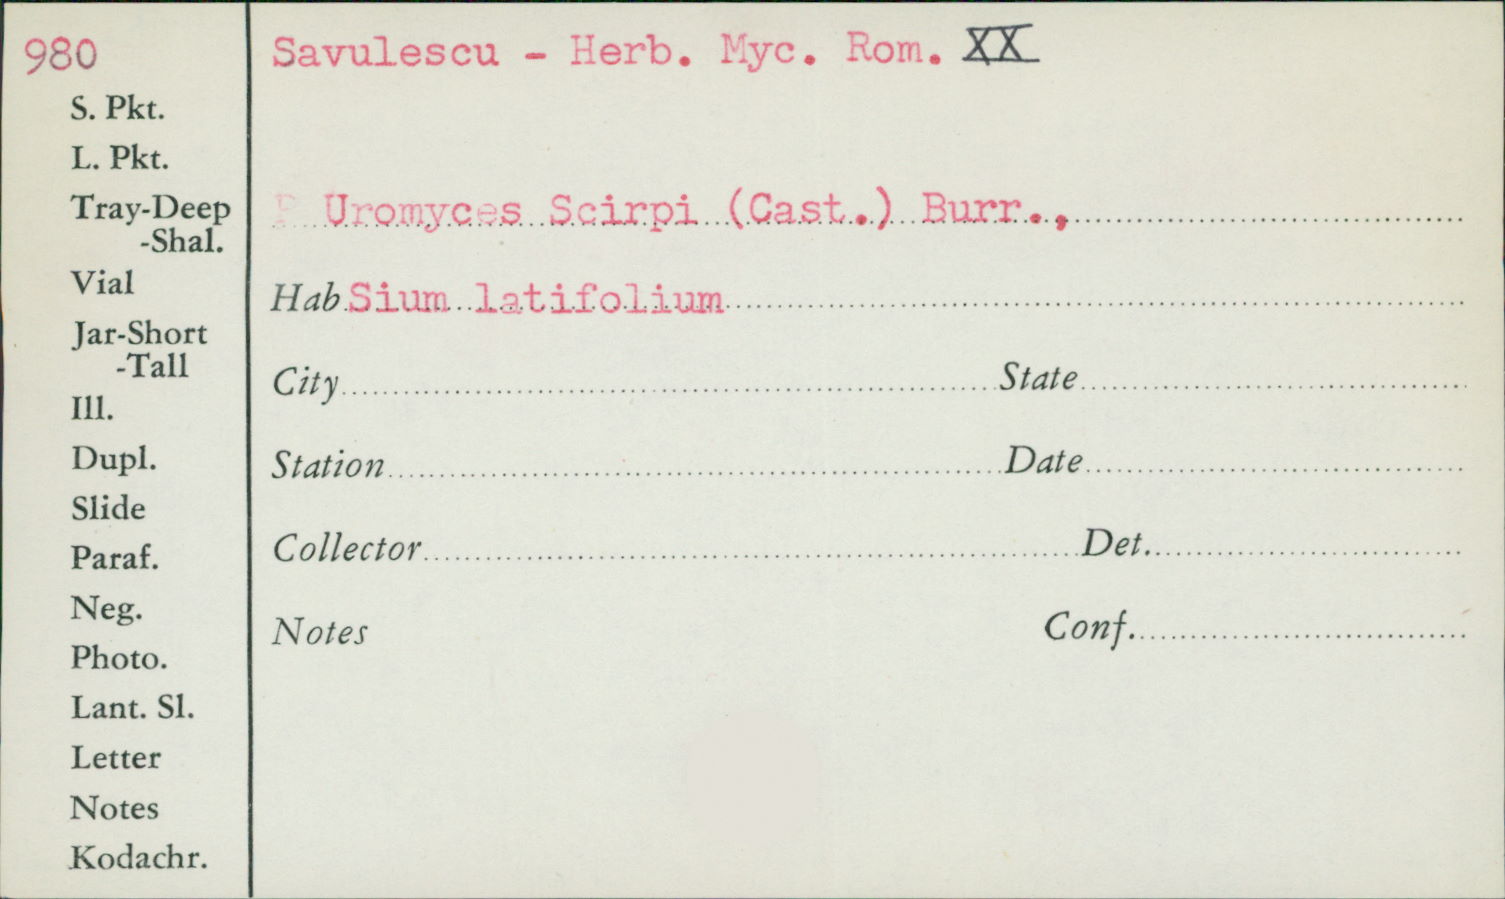 980
S. Pkt.
L. Pkt.
Tray-Deep
-Shal.
Vial
Jar-Short
-Tall
Ill.
Dupl.
Slide
Paraf.
Neg.
Photo.
Lant. Sl.
Letter
Notes
Kodachr.
Savulescu - Herb. Myc. Rom. XX
P Uromyces Scirpi (Cast.) Burr.,
Hab Sium latifolium
City State
Station Date
Collector Det.
Notes Conf.